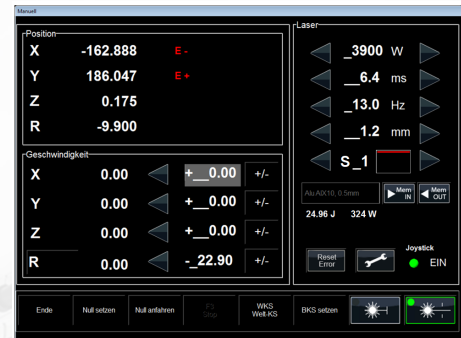 Manuell
Position
X -162.888 E -
Y 186.047 E +
Z 0.175
R -9.900
Geschwindigkeit
X 0.00 +__0.00 +/-
Y 0.00 +__0.00 +/-
Z 0.00 +__0.00 +/-
R 0.00 -_22.90 +/-
Laser
_3900 W
__6.4 ms
_13.0 Hz
__1.2 mm
S_1
Alu AlX10, 0.5mm
Mem IN
Mem OUT
24.96 J 324 W
Reset
Error
Joystick
EIN
Ende
Null setzen
Null anfahren
Stop
WKS
Welt-KS
BKS setzen